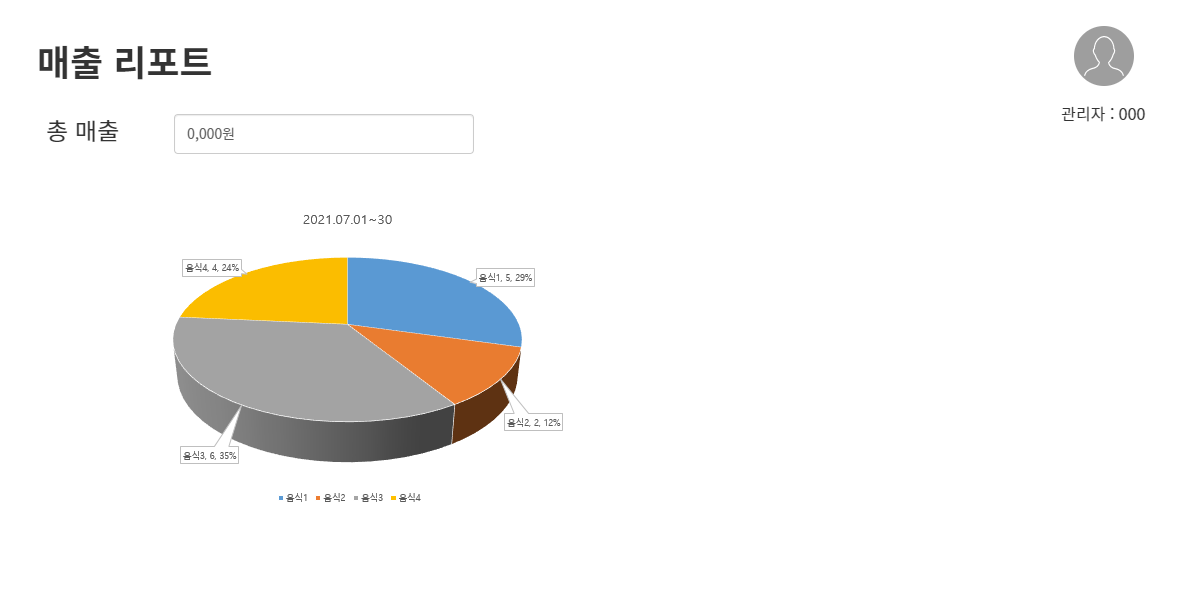 매출 리포트
관리자 : 000
총 매출
0,000원
2021.07.01~30
음식4, 4, 24%
음식1, 5, 29%
음식2, 2, 12%
음식3, 6, 35%
음식1 음식2 음식3 음식4